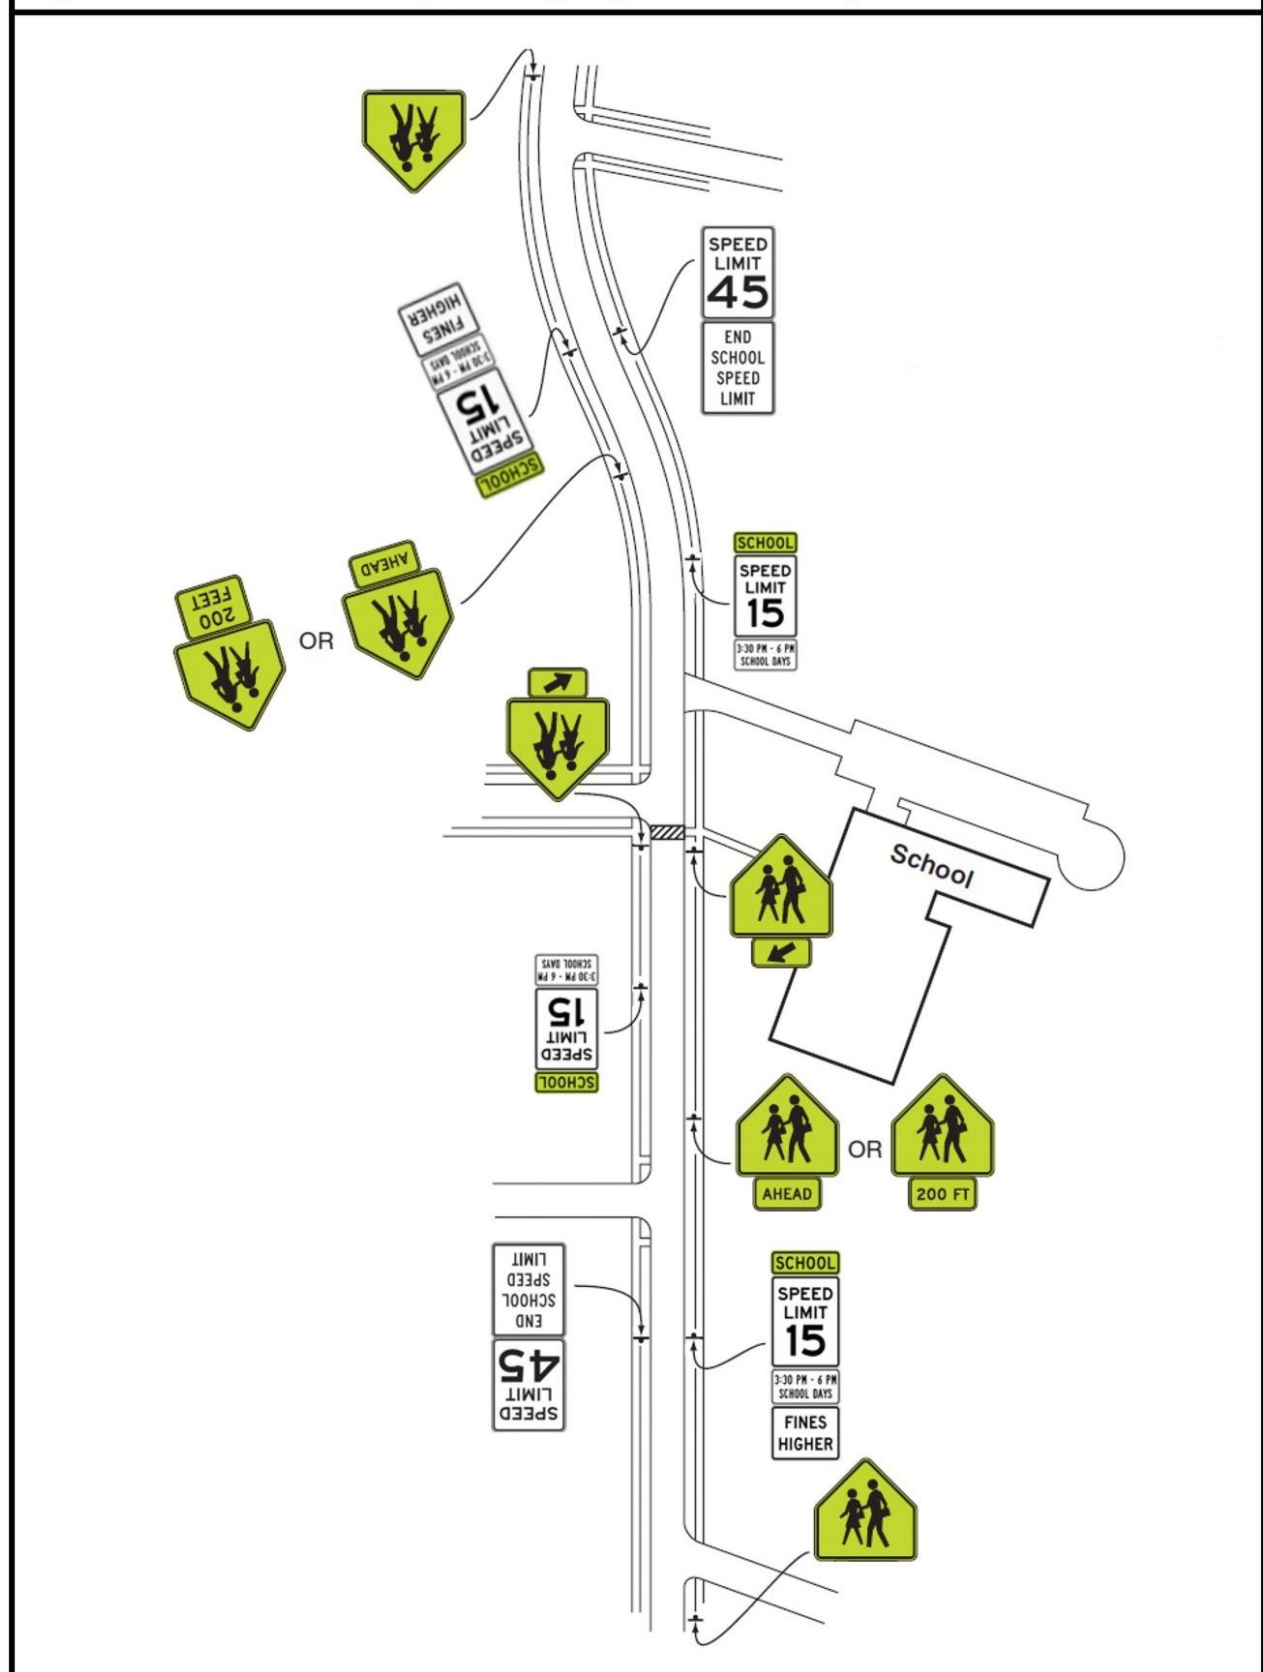 SPEED
LIMIT
45
END
SCHOOL
SPEED
LIMIT
SCHOOL
SPEED
LIMIT
15
3:30 PM - 6 PM
SCHOOL DAYS
FINES
HIGHER
SCHOOL
SPEED
LIMIT
15
3:30 PM - 6 PM
SCHOOL DAYS
200
FEET
OR
AHEAD
School
SCHOOL
SPEED
LIMIT
15
3:30 PM - 6 PM
SCHOOL DAYS
AHEAD
OR
200 FT
SPEED
LIMIT
45
END
SCHOOL
SPEED
LIMIT
SCHOOL
SPEED
LIMIT
15
3:30 PM - 6 PM
SCHOOL DAYS
FINES
HIGHER